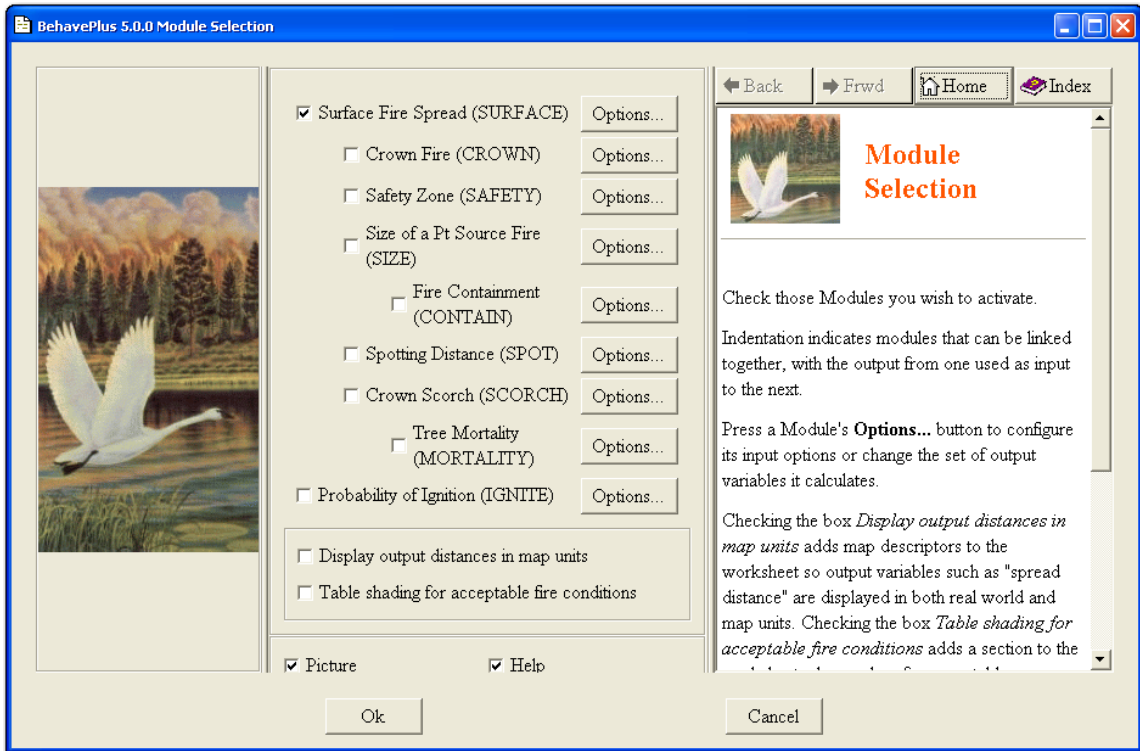 BehavePlus 5.0.0 Module Selection
Surface Fire Spread (SURFACE) Options...
Crown Fire (CROWN) Options...
Safety Zone (SAFETY) Options...
Size of a Pt Source Fire
(SIZE) Options...
Fire Containment
(CONTAIN) Options...
Spotting Distance (SPOT) Options...
Crown Scorch (SCORCH) Options...
Tree Mortality
(MORTALITY) Options...
Probability of Ignition (IGNITE) Options...
Display output distances in map units
Table shading for acceptable fire conditions
Picture Help
Back Frwd Home Index
Module
Selection
Check those Modules you wish to activate.
Indentation indicates modules that can be linked
together, with the output from one used as input
to the next.
Press a Module's Options... button to configure
its input options or change the set of output
variables it calculates.
Checking the box Display output distances in
map units adds map descriptors to the
worksheet so output variables such as "spread
distance" are displayed in both real world and
map units. Checking the box Table shading for
acceptable fire conditions adds a section to the
Ok Cancel